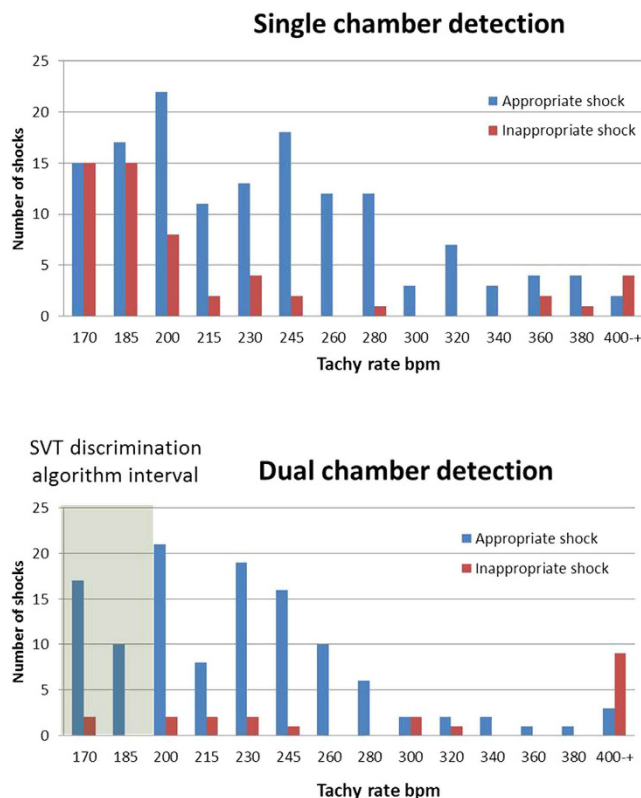 Single chamber detection
25
20
15
10
5
0
Number of shocks
Appropriate shock
Inappropriate shock
170 185 200 215 230 245 260 280 300 320 340 360 380 400-+
Tachy rate bpm
SVT discrimination
algorithm interval
Dual chamber detection
25
20
15
10
5
0
Number of shocks
Appropriate shock
Inappropriate shock
170 185 200 215 230 245 260 280 300 320 340 360 380 400-+
Tachy rate bpm